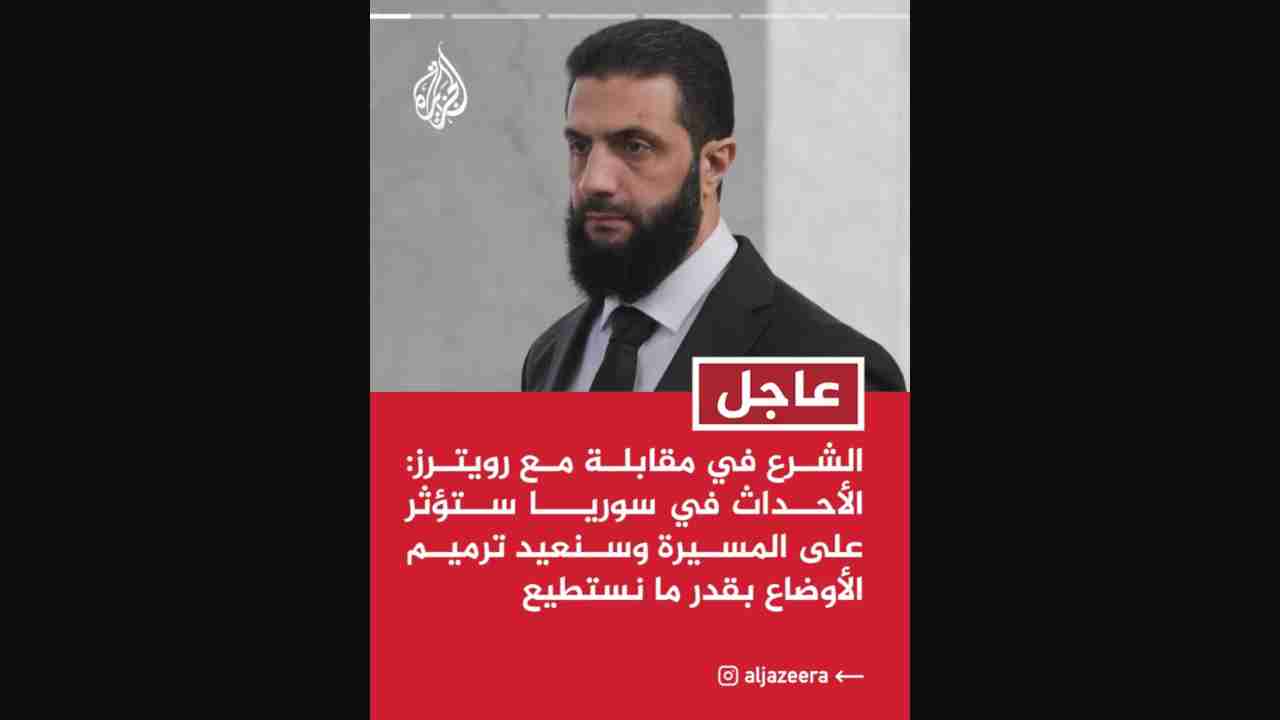 الجزيرة
عاجل
الشرع في مقابلة مع رويترز:
الأحداث في سوريا ستؤثر
على المسيرة وسنعيد ترميم
الأوضاع بقدر ما نستطيع
aljazeera